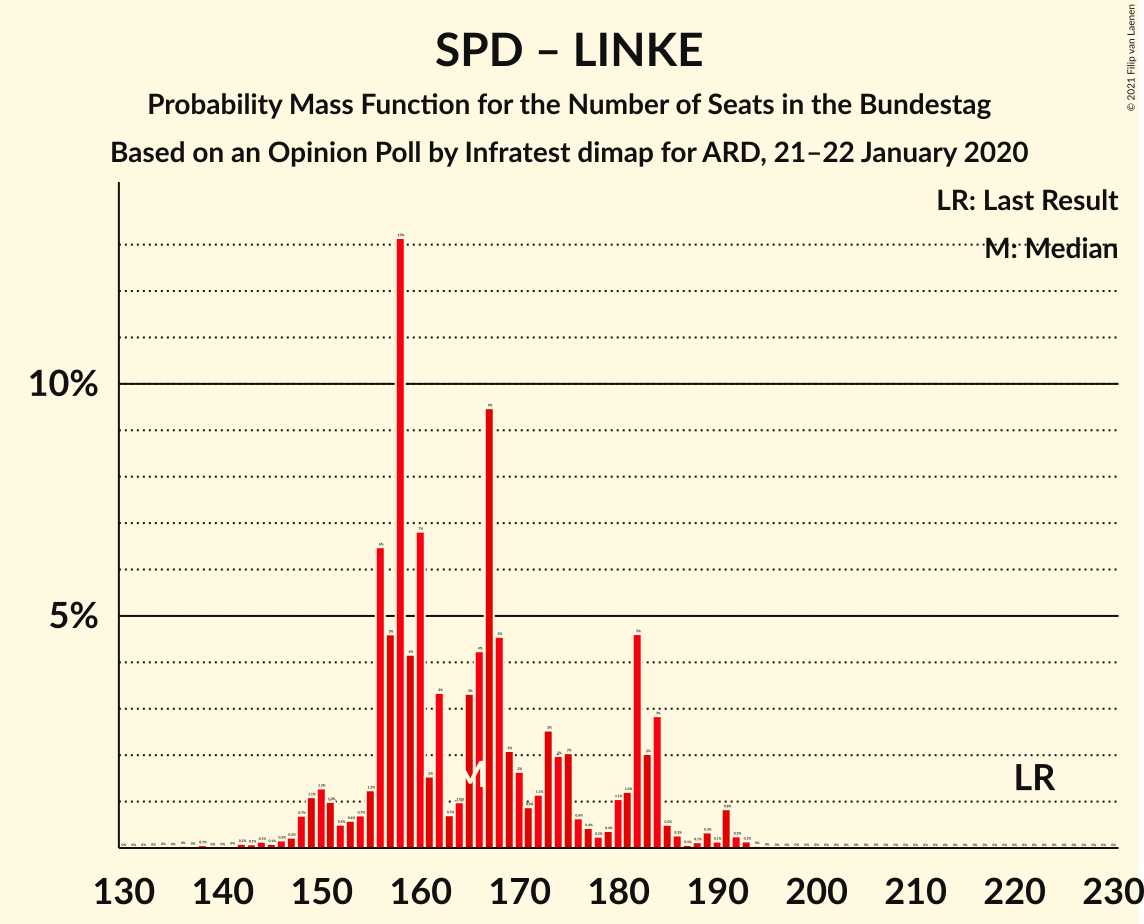 SPD – LINKE
Probability Mass Function for the Number of Seats in the Bundestag
Based on an Opinion Poll by Infratest dimap for ARD, 21–22 January 2020
© 2021 Filip van Laenen
LR: Last Result
M: Median
10%
5%
M
LR
130 140 150 160 170 180 190 200 210 220 230